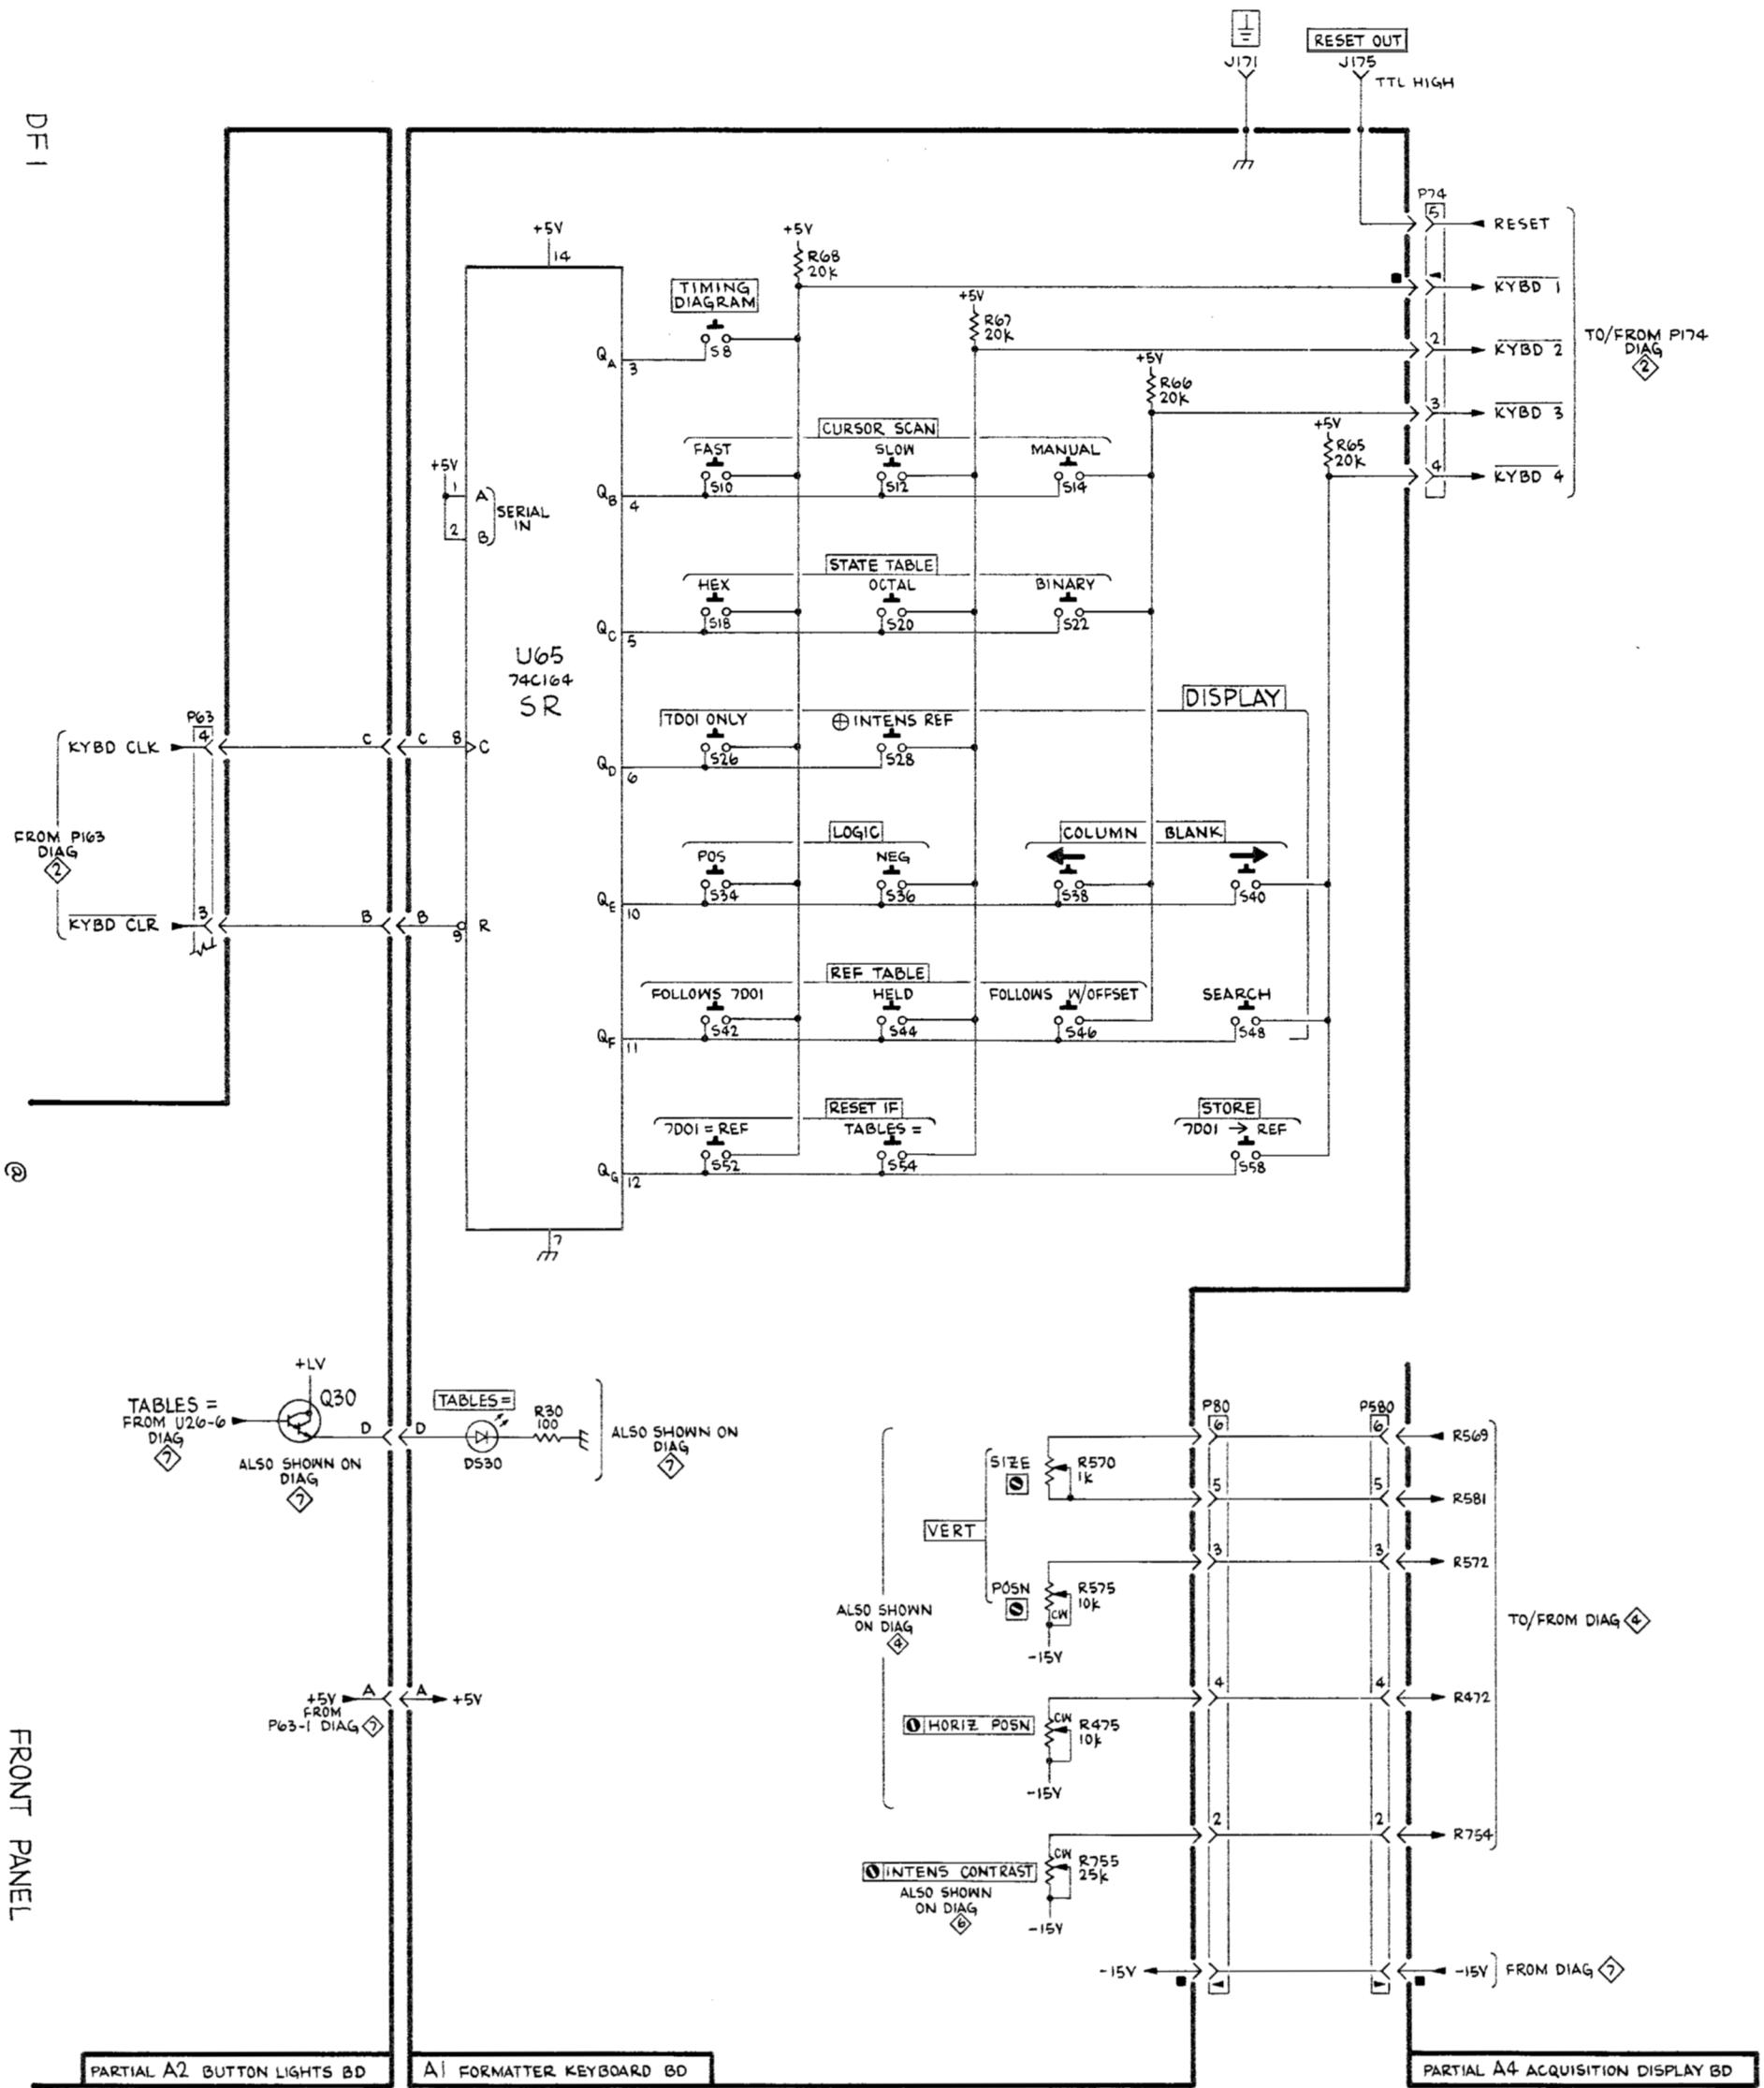 DF1
@
FRONT PANEL
J171
RESET OUT
J175
TTL HIGH
P74
5
RESET
KYBD 1
2
KYBD 2
3
KYBD 3
4
KYBD 4
TO/FROM P174
DIAG
2
+5V
14
+5V
R68
20K
+5V
R67
20K
+5V
R66
20K
+5V
R65
20K
TIMING
DIAGRAM
S8
QA
3
CURSOR SCAN
FAST
SLOW
MANUAL
S10
S12
S14
QB
4
+5V
1
A
2
B
SERIAL
IN
STATE TABLE
HEX
OCTAL
BINARY
S18
S20
S22
QC
5
U65
74C164
SR
DISPLAY
7D01 ONLY
⊕ INTENS REF
S26
S28
QD
6
P63
4
KYBD CLK
C
C
8
C
FROM P163
DIAG
2
KYBD CLR
3
B
B
9
R
LOGIC
COLUMN BLANK
POS
NEG
S34
S36
S38
S40
QE
10
REF TABLE
FOLLOWS 7D01
HELD
FOLLOWS W/OFFSET
SEARCH
S42
S44
S46
S48
QF
11
RESET IF
STORE
7D01 = REF
TABLES =
7D01 → REF
S52
S54
S58
QG
12
7
+LV
Q30
TABLES =
FROM U26-6
DIAG
7
D
D
ALSO SHOWN ON
DIAG
7
TABLES =
DS30
R30
100
ALSO SHOWN ON
DIAG
7
+5V
FROM
P63-1 DIAG 7
A
A
+5V
P80
P580
6
6
R569
SIZE
R570
1K
5
5
R581
VERT
3
3
R572
POSN
R575
10K
CW
-15V
ALSO SHOWN
ON DIAG
4
TO/FROM DIAG 4
4
4
R472
HORIZ POSN
CW
R475
10K
-15V
2
2
R754
INTENS CONTRAST
CW
R755
25K
ALSO SHOWN
ON DIAG
6
-15V
-15V
-15V
FROM DIAG 7
PARTIAL A2 BUTTON LIGHTS BD
A1 FORMATTER KEYBOARD BD
PARTIAL A4 ACQUISITION DISPLAY BD